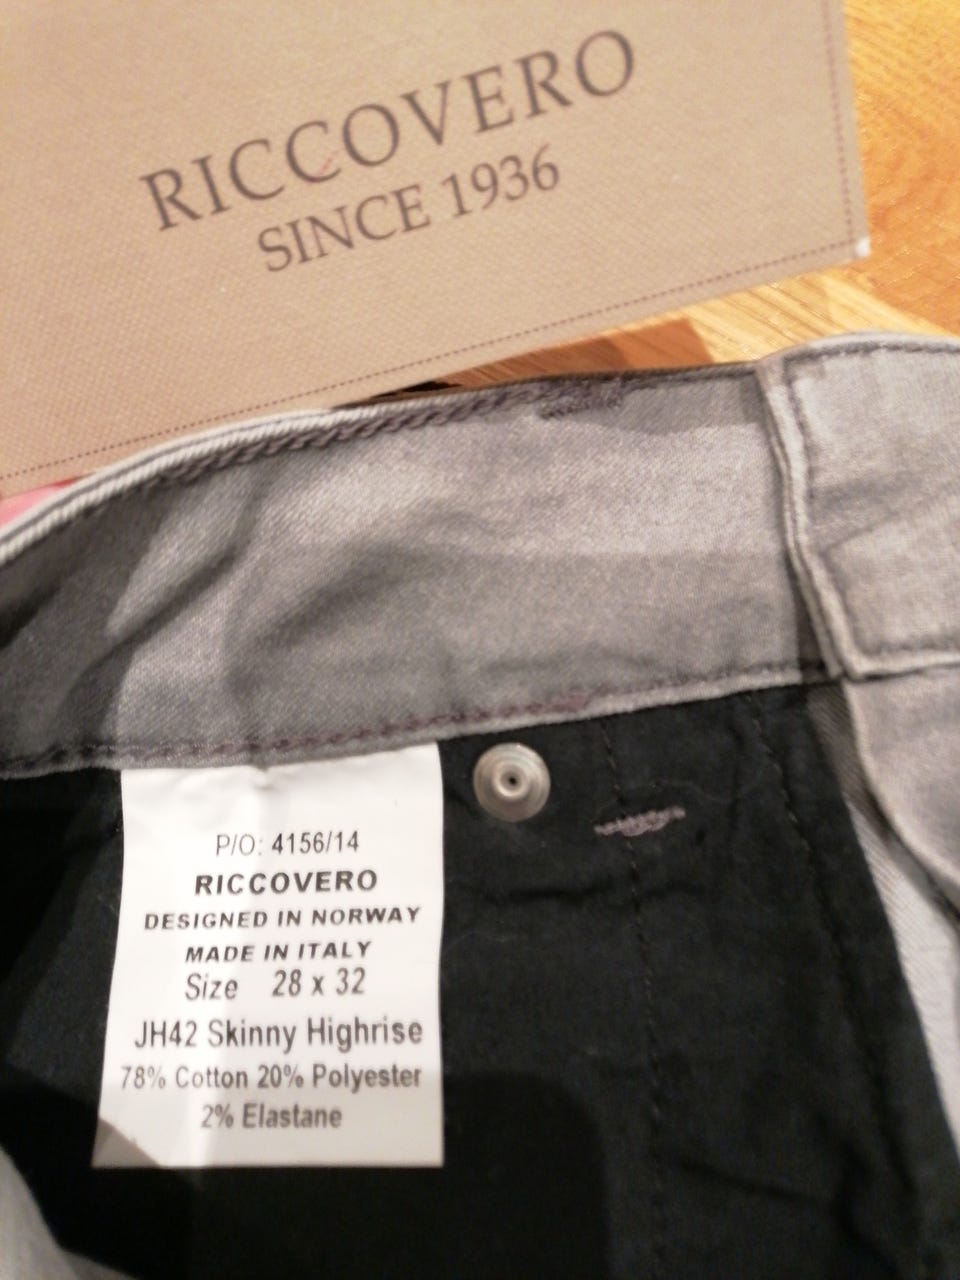 RICCOVERO
SINCE 1936
P/O: 4156/14
RICCOVERO
DESIGNED IN NORWAY
MADE IN ITALY
Size 28 x 32
JH42 Skinny Highrise
78% Cotton 20% Polyester
2% Elastane